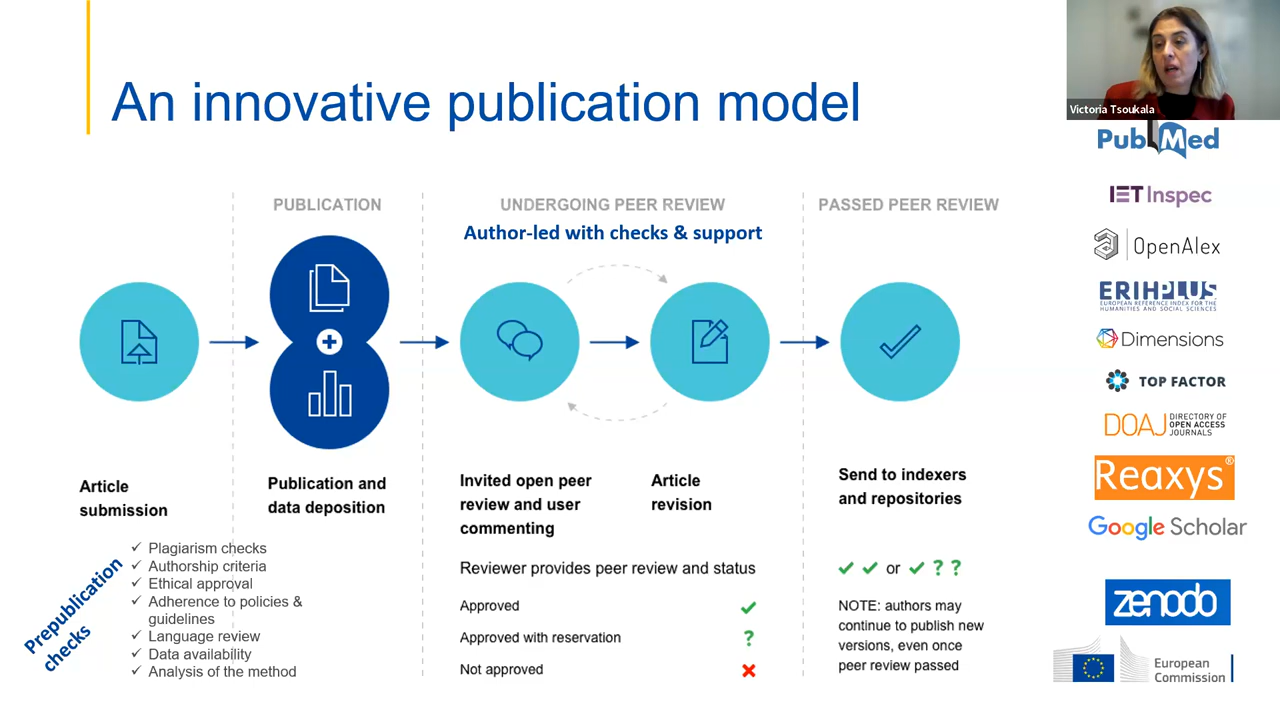 An innovative publication model
Victoria Tsoukala
PUBLICATION
UNDERGOING PEER REVIEW
PASSED PEER REVIEW
Author-led with checks & support
Article
submission
Publication and
data deposition
Invited open peer
review and user
commenting
Article
revision
Send to indexers
and repositories
Prepublication
checks
✓ Plagiarism checks
✓ Authorship criteria
✓ Ethical approval
✓ Adherence to policies &
guidelines
✓ Language review
✓ Data availability
✓ Analysis of the method
Reviewer provides peer review and status
Approved ✓
Approved with reservation ?
Not approved ✗
✓ ✓ or ✓ ? ?
NOTE: authors may
continue to publish new
versions, even once
peer review passed
PubMed
IET Inspec
OpenAlex
ERIHPLUS
EUROPEAN REFERENCE INDEX FOR THE
HUMANITIES AND SOCIAL SCIENCES
Dimensions
TOP FACTOR
DOAJ DIRECTORY OF
OPEN ACCESS
JOURNALS
Reaxys®
Google Scholar
zenodo
European
Commission